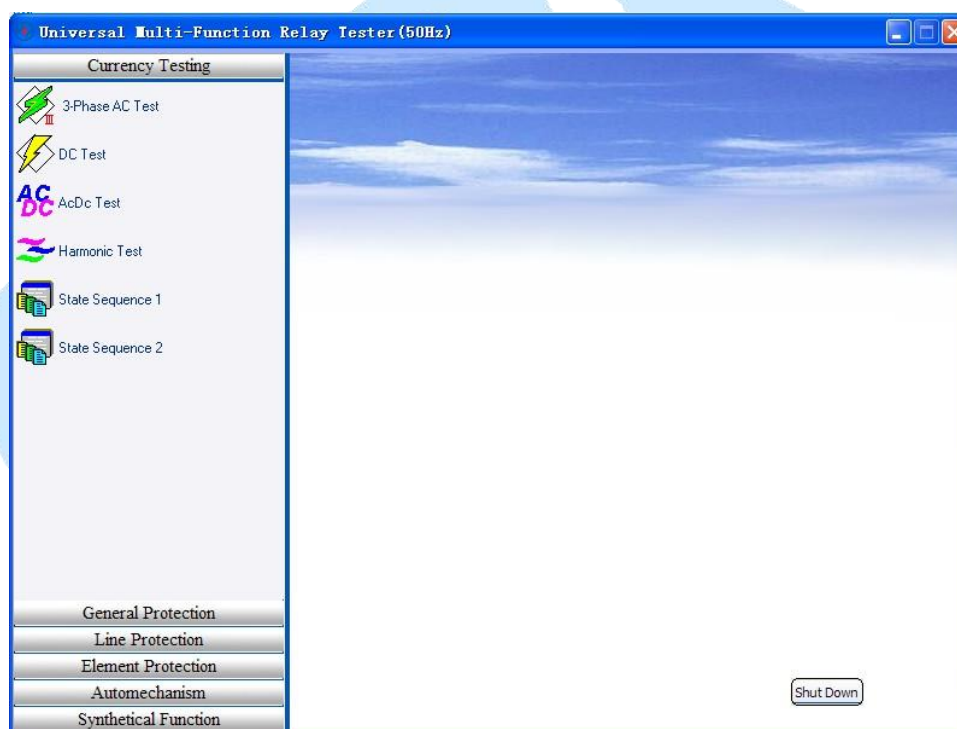 Universal Multi-Function Relay Tester(50Hz)
Currency Testing
III
3-Phase AC Test
DC Test
AC
DC
AcDc Test
Harmonic Test
State Sequence 1
State Sequence 2
General Protection
Line Protection
Element Protection
Automechanism
Synthetical Function
Shut Down